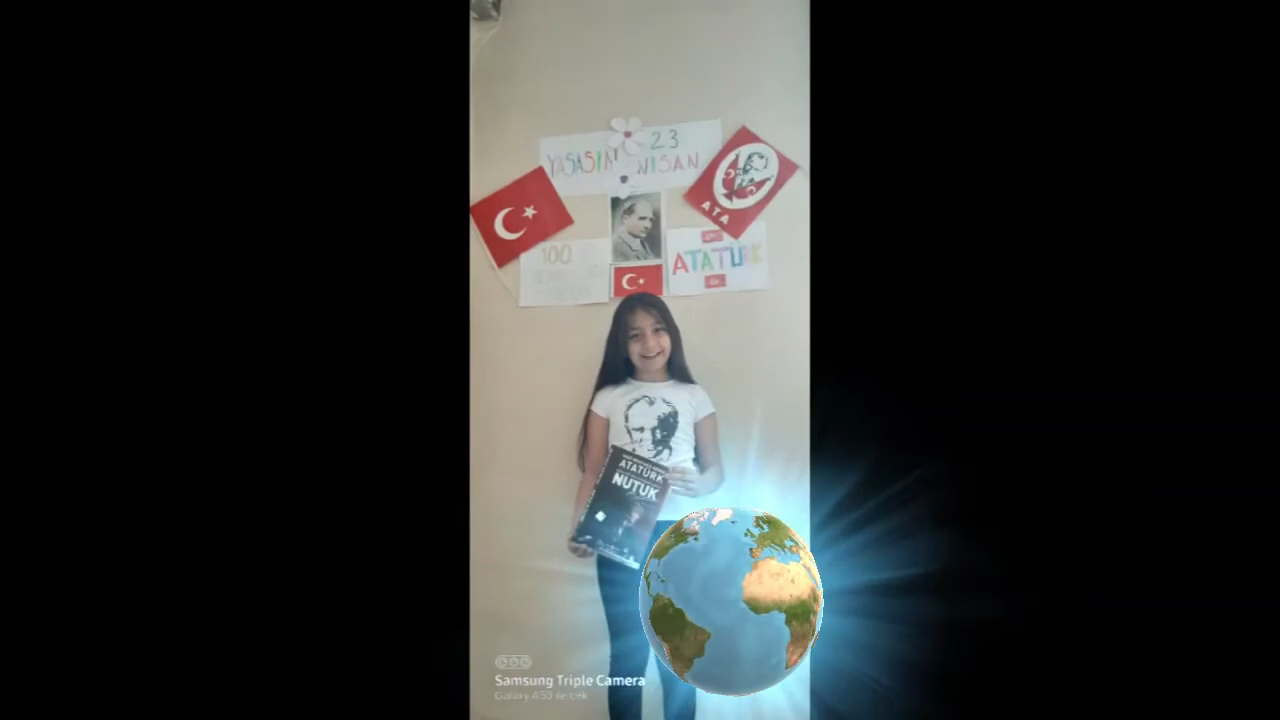 23
YAŞASIN NİSAN
ATA
100.
ATATÜRK
ATATÜRK
NUTUK
Samsung Triple Camera
Galaxy A50 ile çek